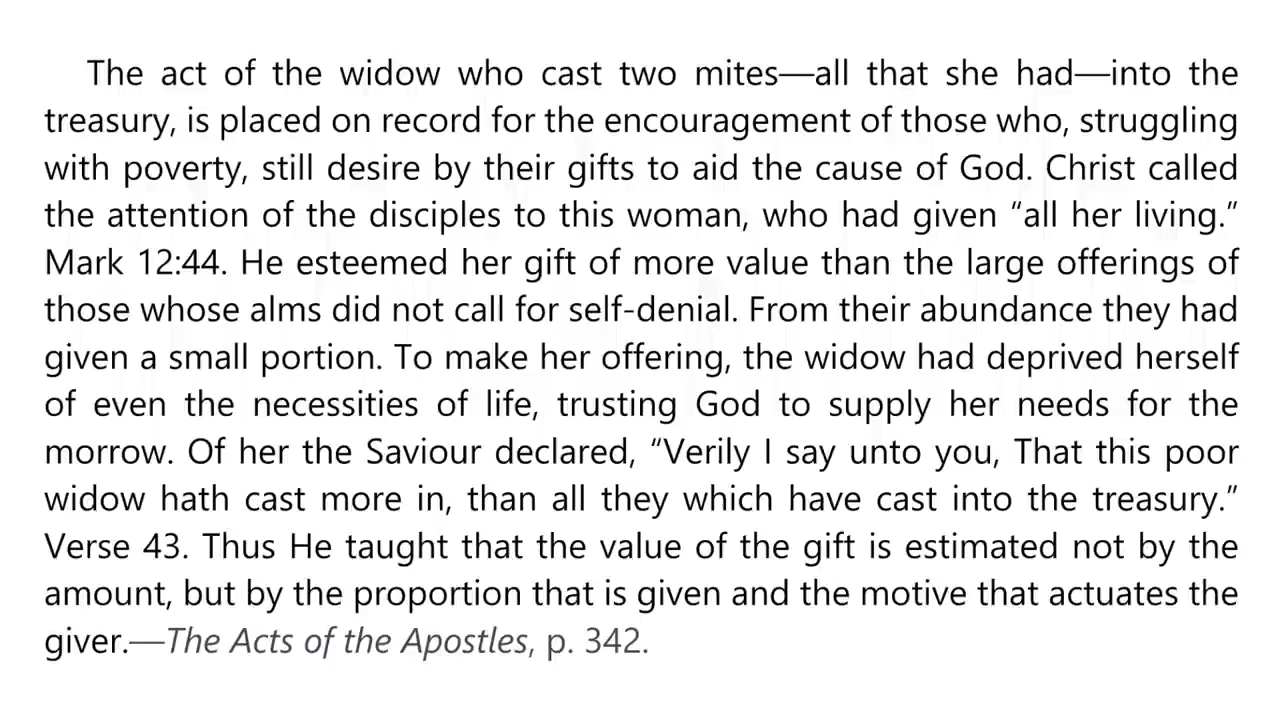 The act of the widow who cast two mites—all that she had—into the
treasury, is placed on record for the encouragement of those who, struggling
with poverty, still desire by their gifts to aid the cause of God. Christ called
the attention of the disciples to this woman, who had given “all her living.”
Mark 12:44. He esteemed her gift of more value than the large offerings of
those whose alms did not call for self-denial. From their abundance they had
given a small portion. To make her offering, the widow had deprived herself
of even the necessities of life, trusting God to supply her needs for the
morrow. Of her the Saviour declared, “Verily I say unto you, That this poor
widow hath cast more in, than all they which have cast into the treasury.”
Verse 43. Thus He taught that the value of the gift is estimated not by the
amount, but by the proportion that is given and the motive that actuates the
giver.—The Acts of the Apostles, p. 342.